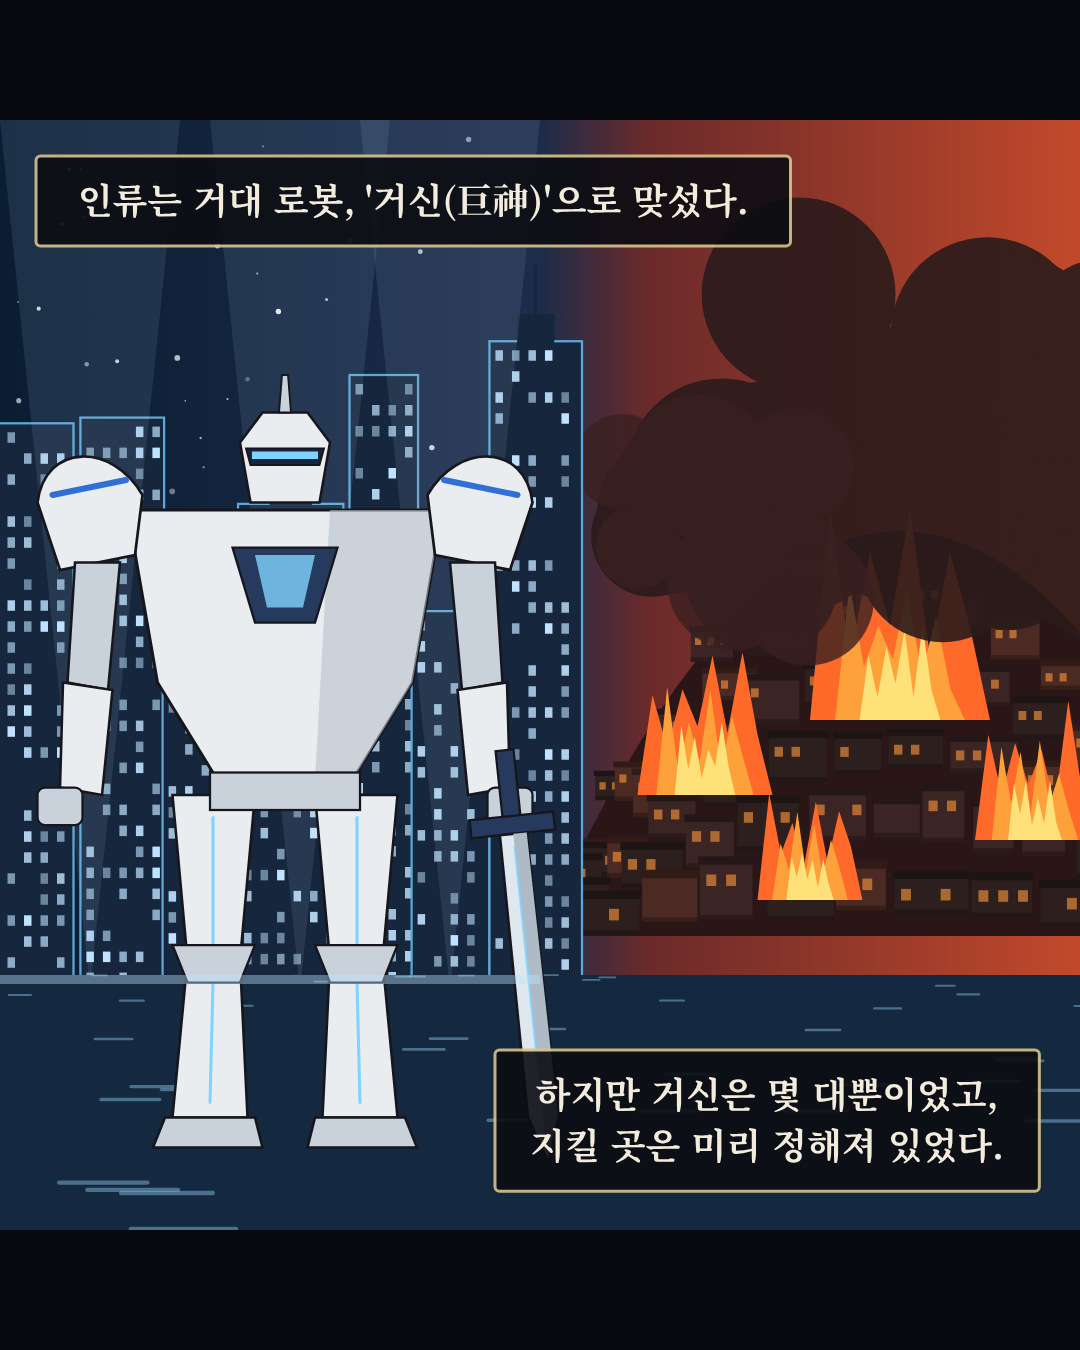 인류는 거대 로봇, '거신(巨神)'으로 맞섰다.
하지만 거신은 몇 대뿐이었고,
지킬 곳은 미리 정해져 있었다.